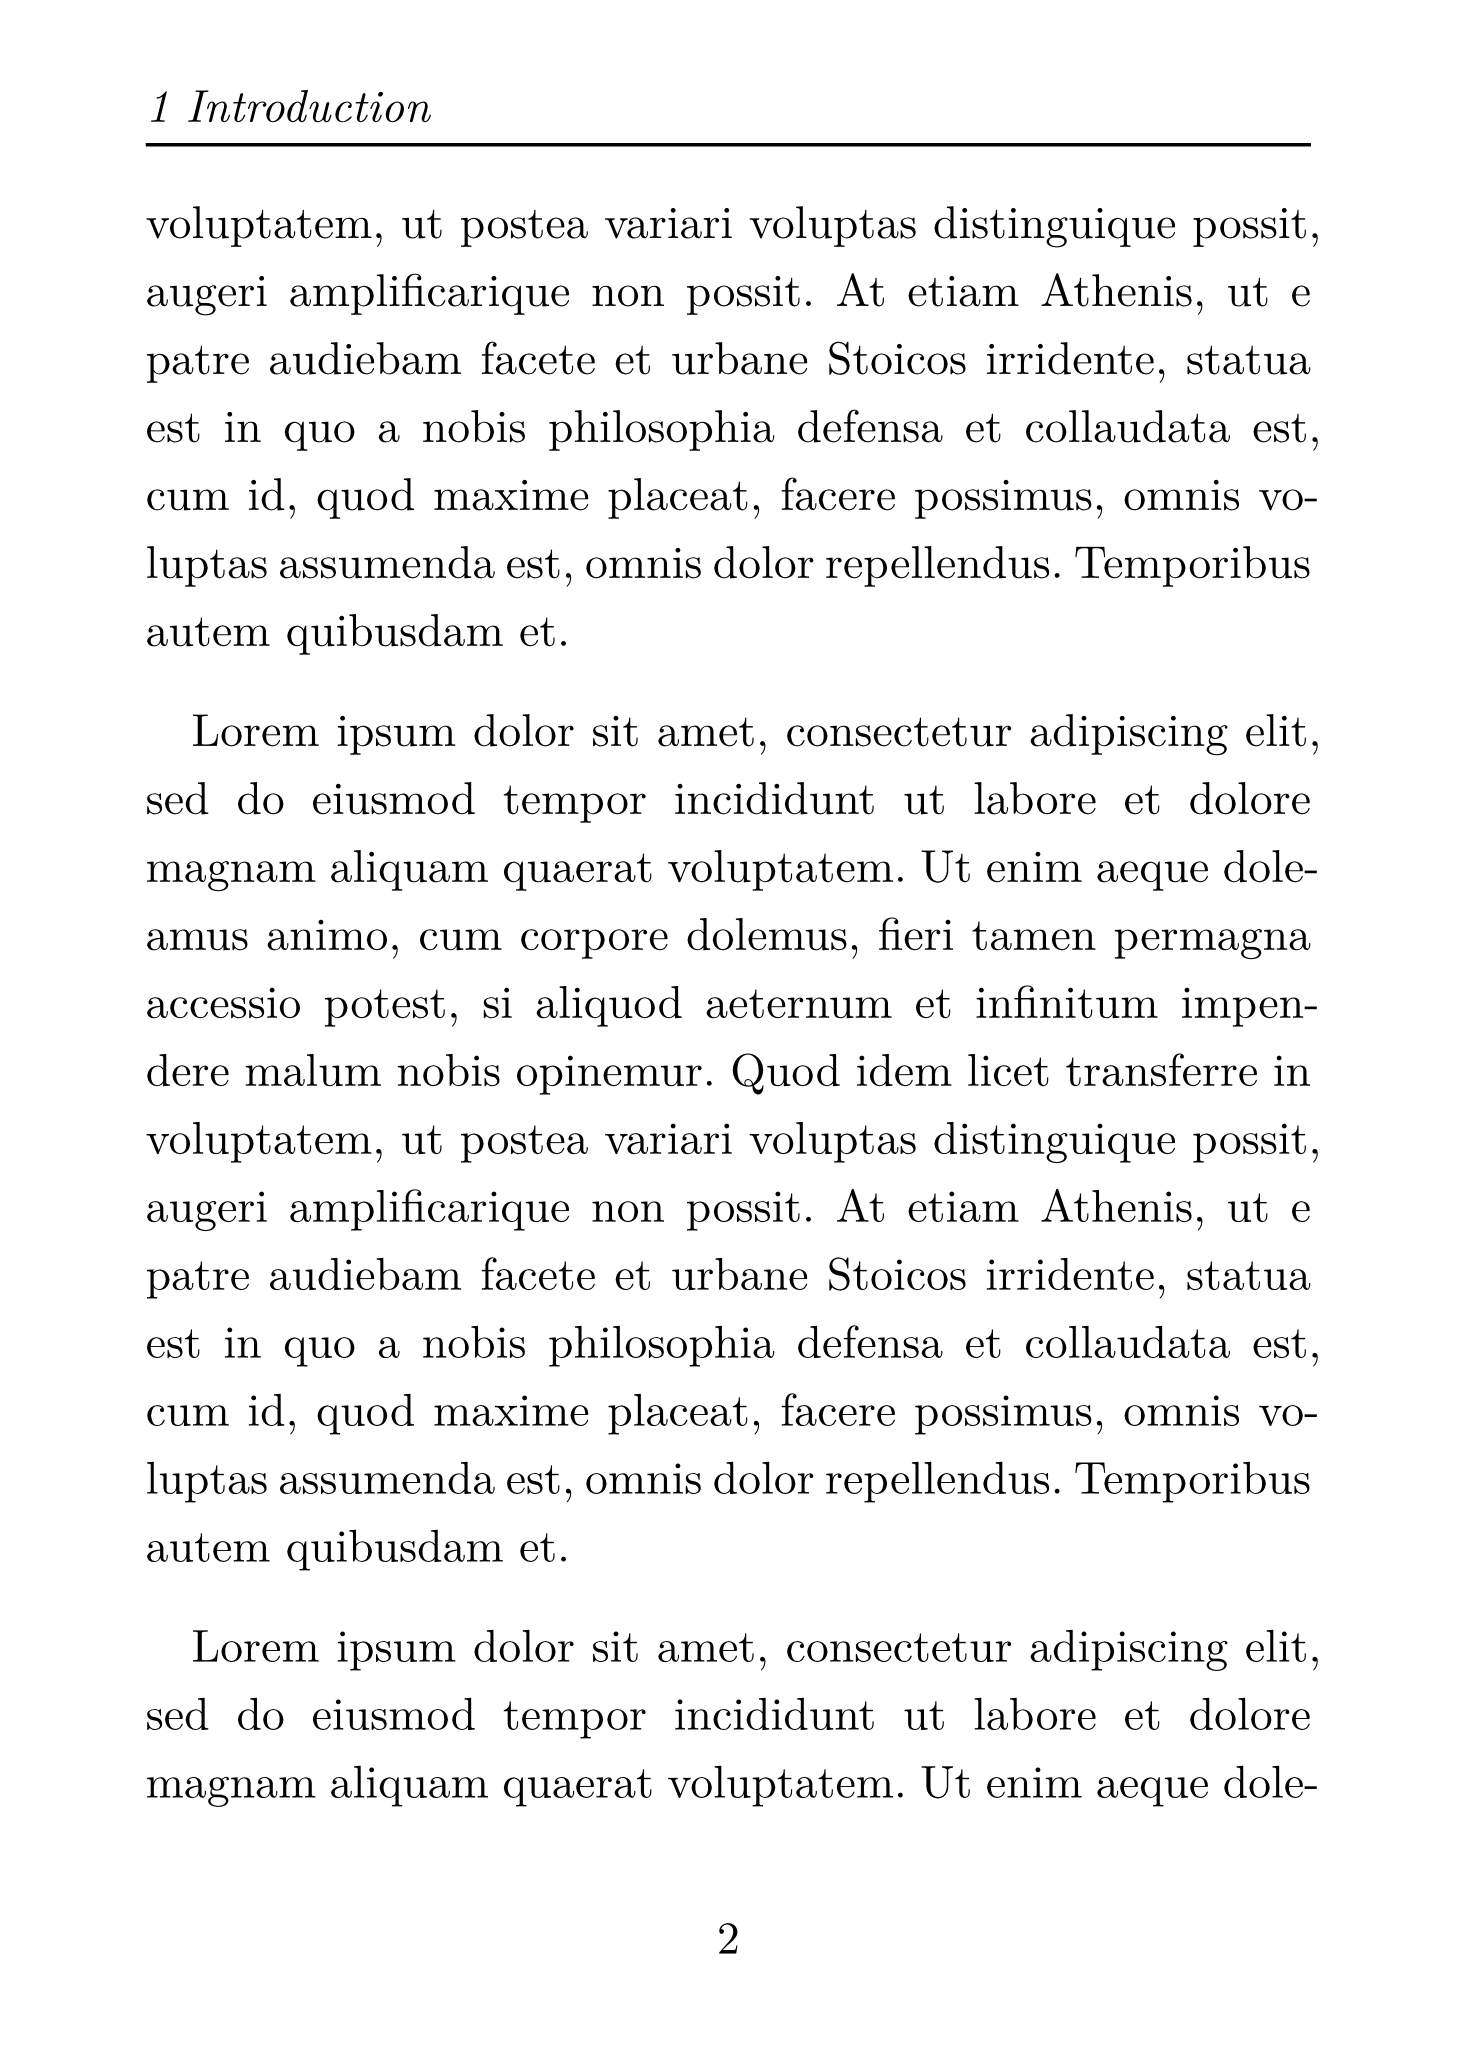 1 Introduction
voluptatem, ut postea variari voluptas distinguique possit,
augeri amplificarique non possit. At etiam Athenis, ut e
patre audiebam facete et urbane Stoicos irridente, statua
est in quo a nobis philosophia defensa et collaudata est,
cum id, quod maxime placeat, facere possimus, omnis vo-
luptas assumenda est, omnis dolor repellendus. Temporibus
autem quibusdam et.
Lorem ipsum dolor sit amet, consectetur adipiscing elit,
sed do eiusmod tempor incididunt ut labore et dolore
magnam aliquam quaerat voluptatem. Ut enim aeque dole-
amus animo, cum corpore dolemus, fieri tamen permagna
accessio potest, si aliquod aeternum et infinitum impen-
dere malum nobis opinemur. Quod idem licet transferre in
voluptatem, ut postea variari voluptas distinguique possit,
augeri amplificarique non possit. At etiam Athenis, ut e
patre audiebam facete et urbane Stoicos irridente, statua
est in quo a nobis philosophia defensa et collaudata est,
cum id, quod maxime placeat, facere possimus, omnis vo-
luptas assumenda est, omnis dolor repellendus. Temporibus
autem quibusdam et.
Lorem ipsum dolor sit amet, consectetur adipiscing elit,
sed do eiusmod tempor incididunt ut labore et dolore
magnam aliquam quaerat voluptatem. Ut enim aeque dole-
2